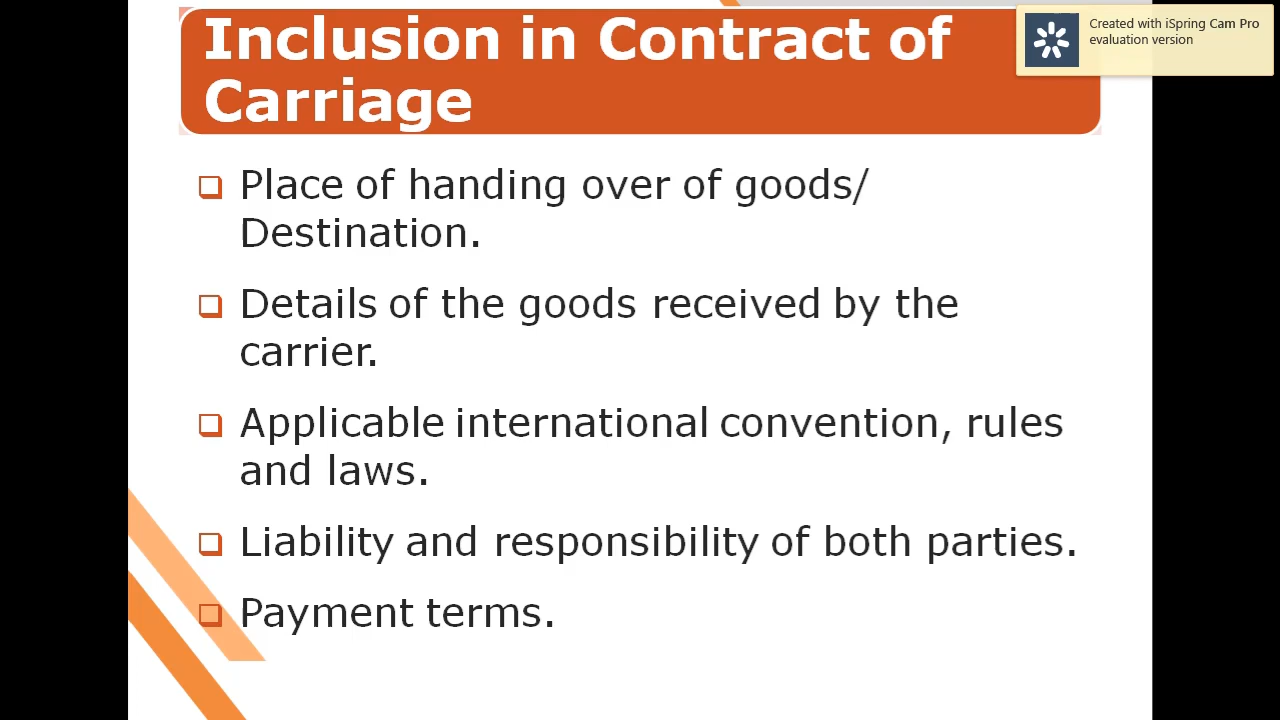 Inclusion in Contract of
Carriage
Created with iSpring Cam Pro
evaluation version
Place of handing over of goods/
Destination.
Details of the goods received by the
carrier.
Applicable international convention, rules
and laws.
Liability and responsibility of both parties.
Payment terms.